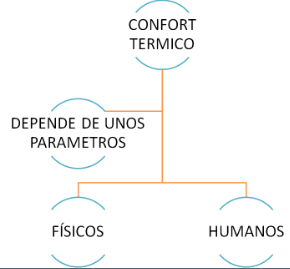 CONFORT
TERMICO
DEPENDE DE UNOS
PARAMETROS
FÍSICOS
HUMANOS